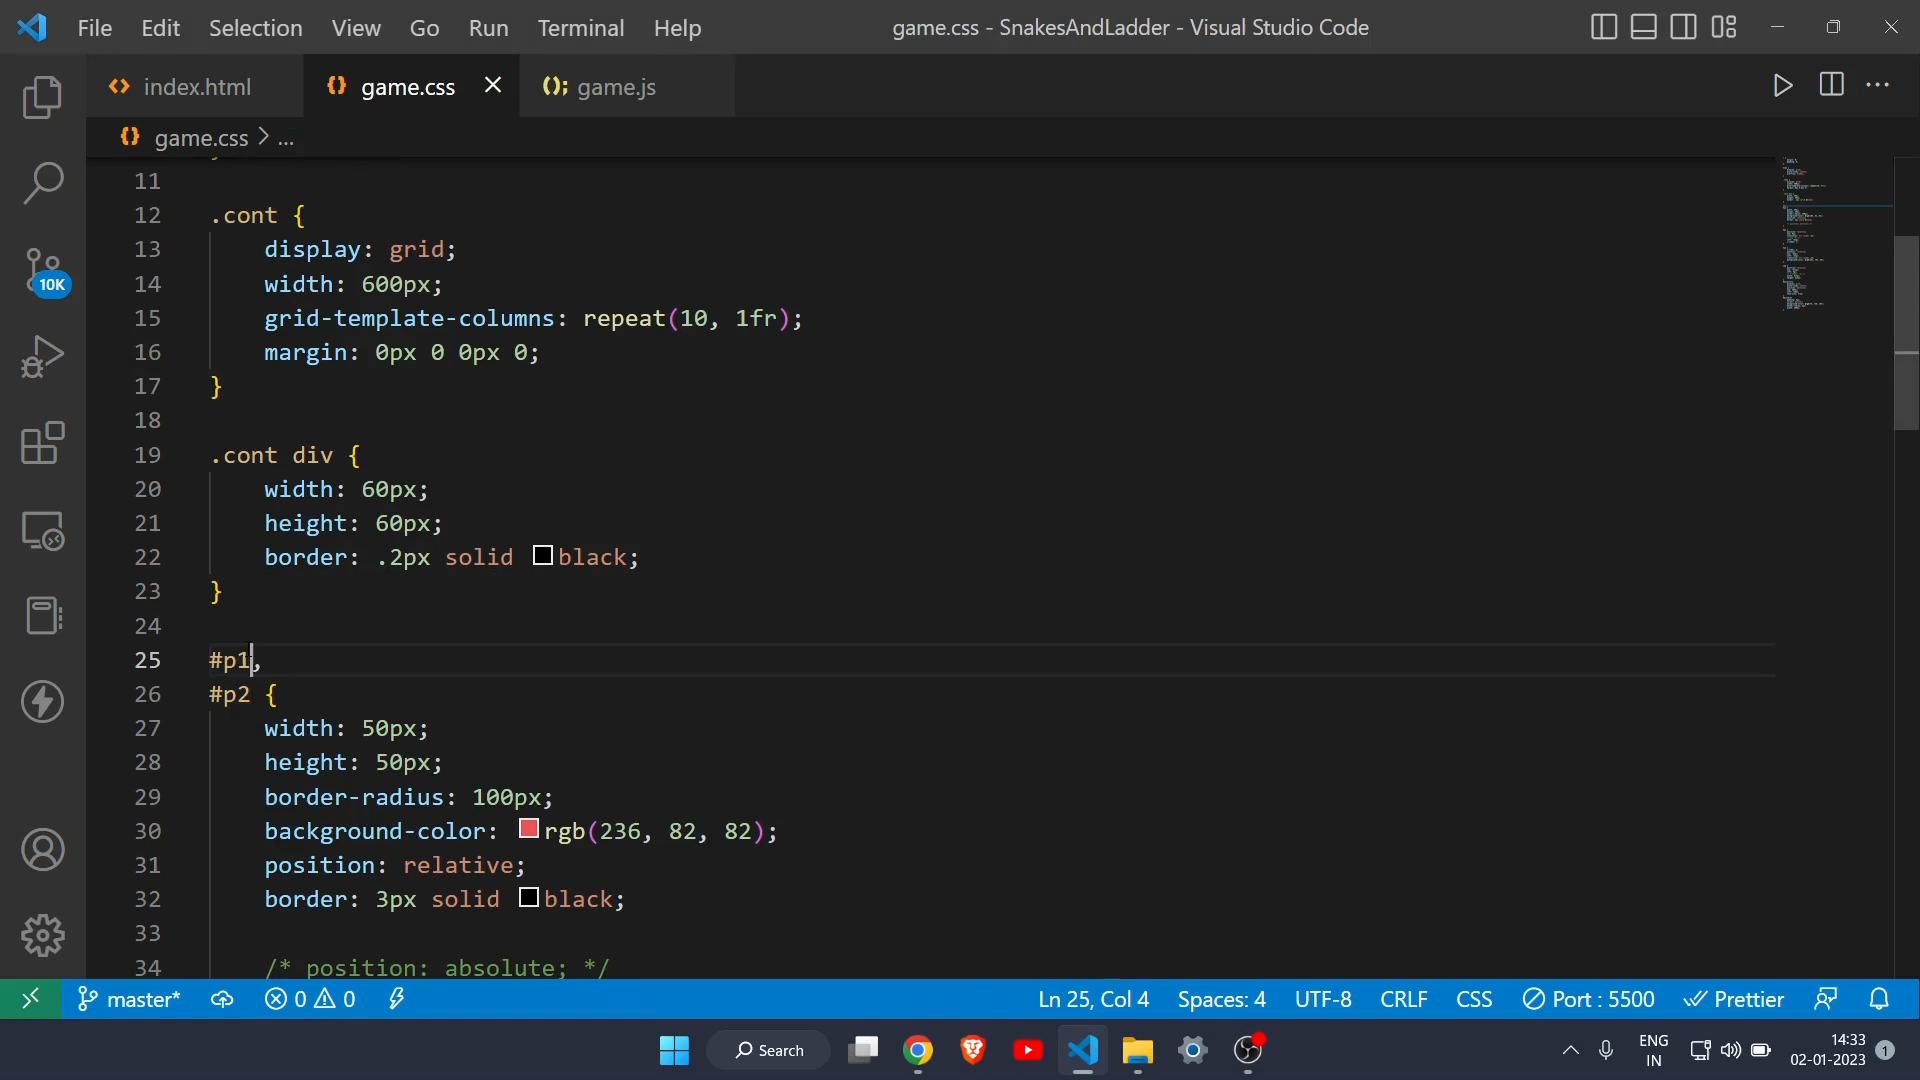 File Edit Selection View Go Run Terminal Help game.css - SnakesAndLadder - Visual Studio Code
index.html game.css game.js
game.css > ...
11
12 .cont {
13 display: grid;
14 width: 600px;
15 grid-template-columns: repeat(10, 1fr);
16 margin: 0px 0 0px 0;
17 }
18
19 .cont div {
20 width: 60px;
21 height: 60px;
22 border: .2px solid black;
23 }
24
25 #p1,
26 #p2 {
27 width: 50px;
28 height: 50px;
29 border-radius: 100px;
30 background-color: rgb(236, 82, 82);
31 position: relative;
32 border: 3px solid black;
33
34 /* position: absolute; */
10K
master* 0 0 Ln 25, Col 4 Spaces: 4 UTF-8 CRLF CSS Port : 5500 Prettier
Search ENG IN 14:33 1
02-01-2023